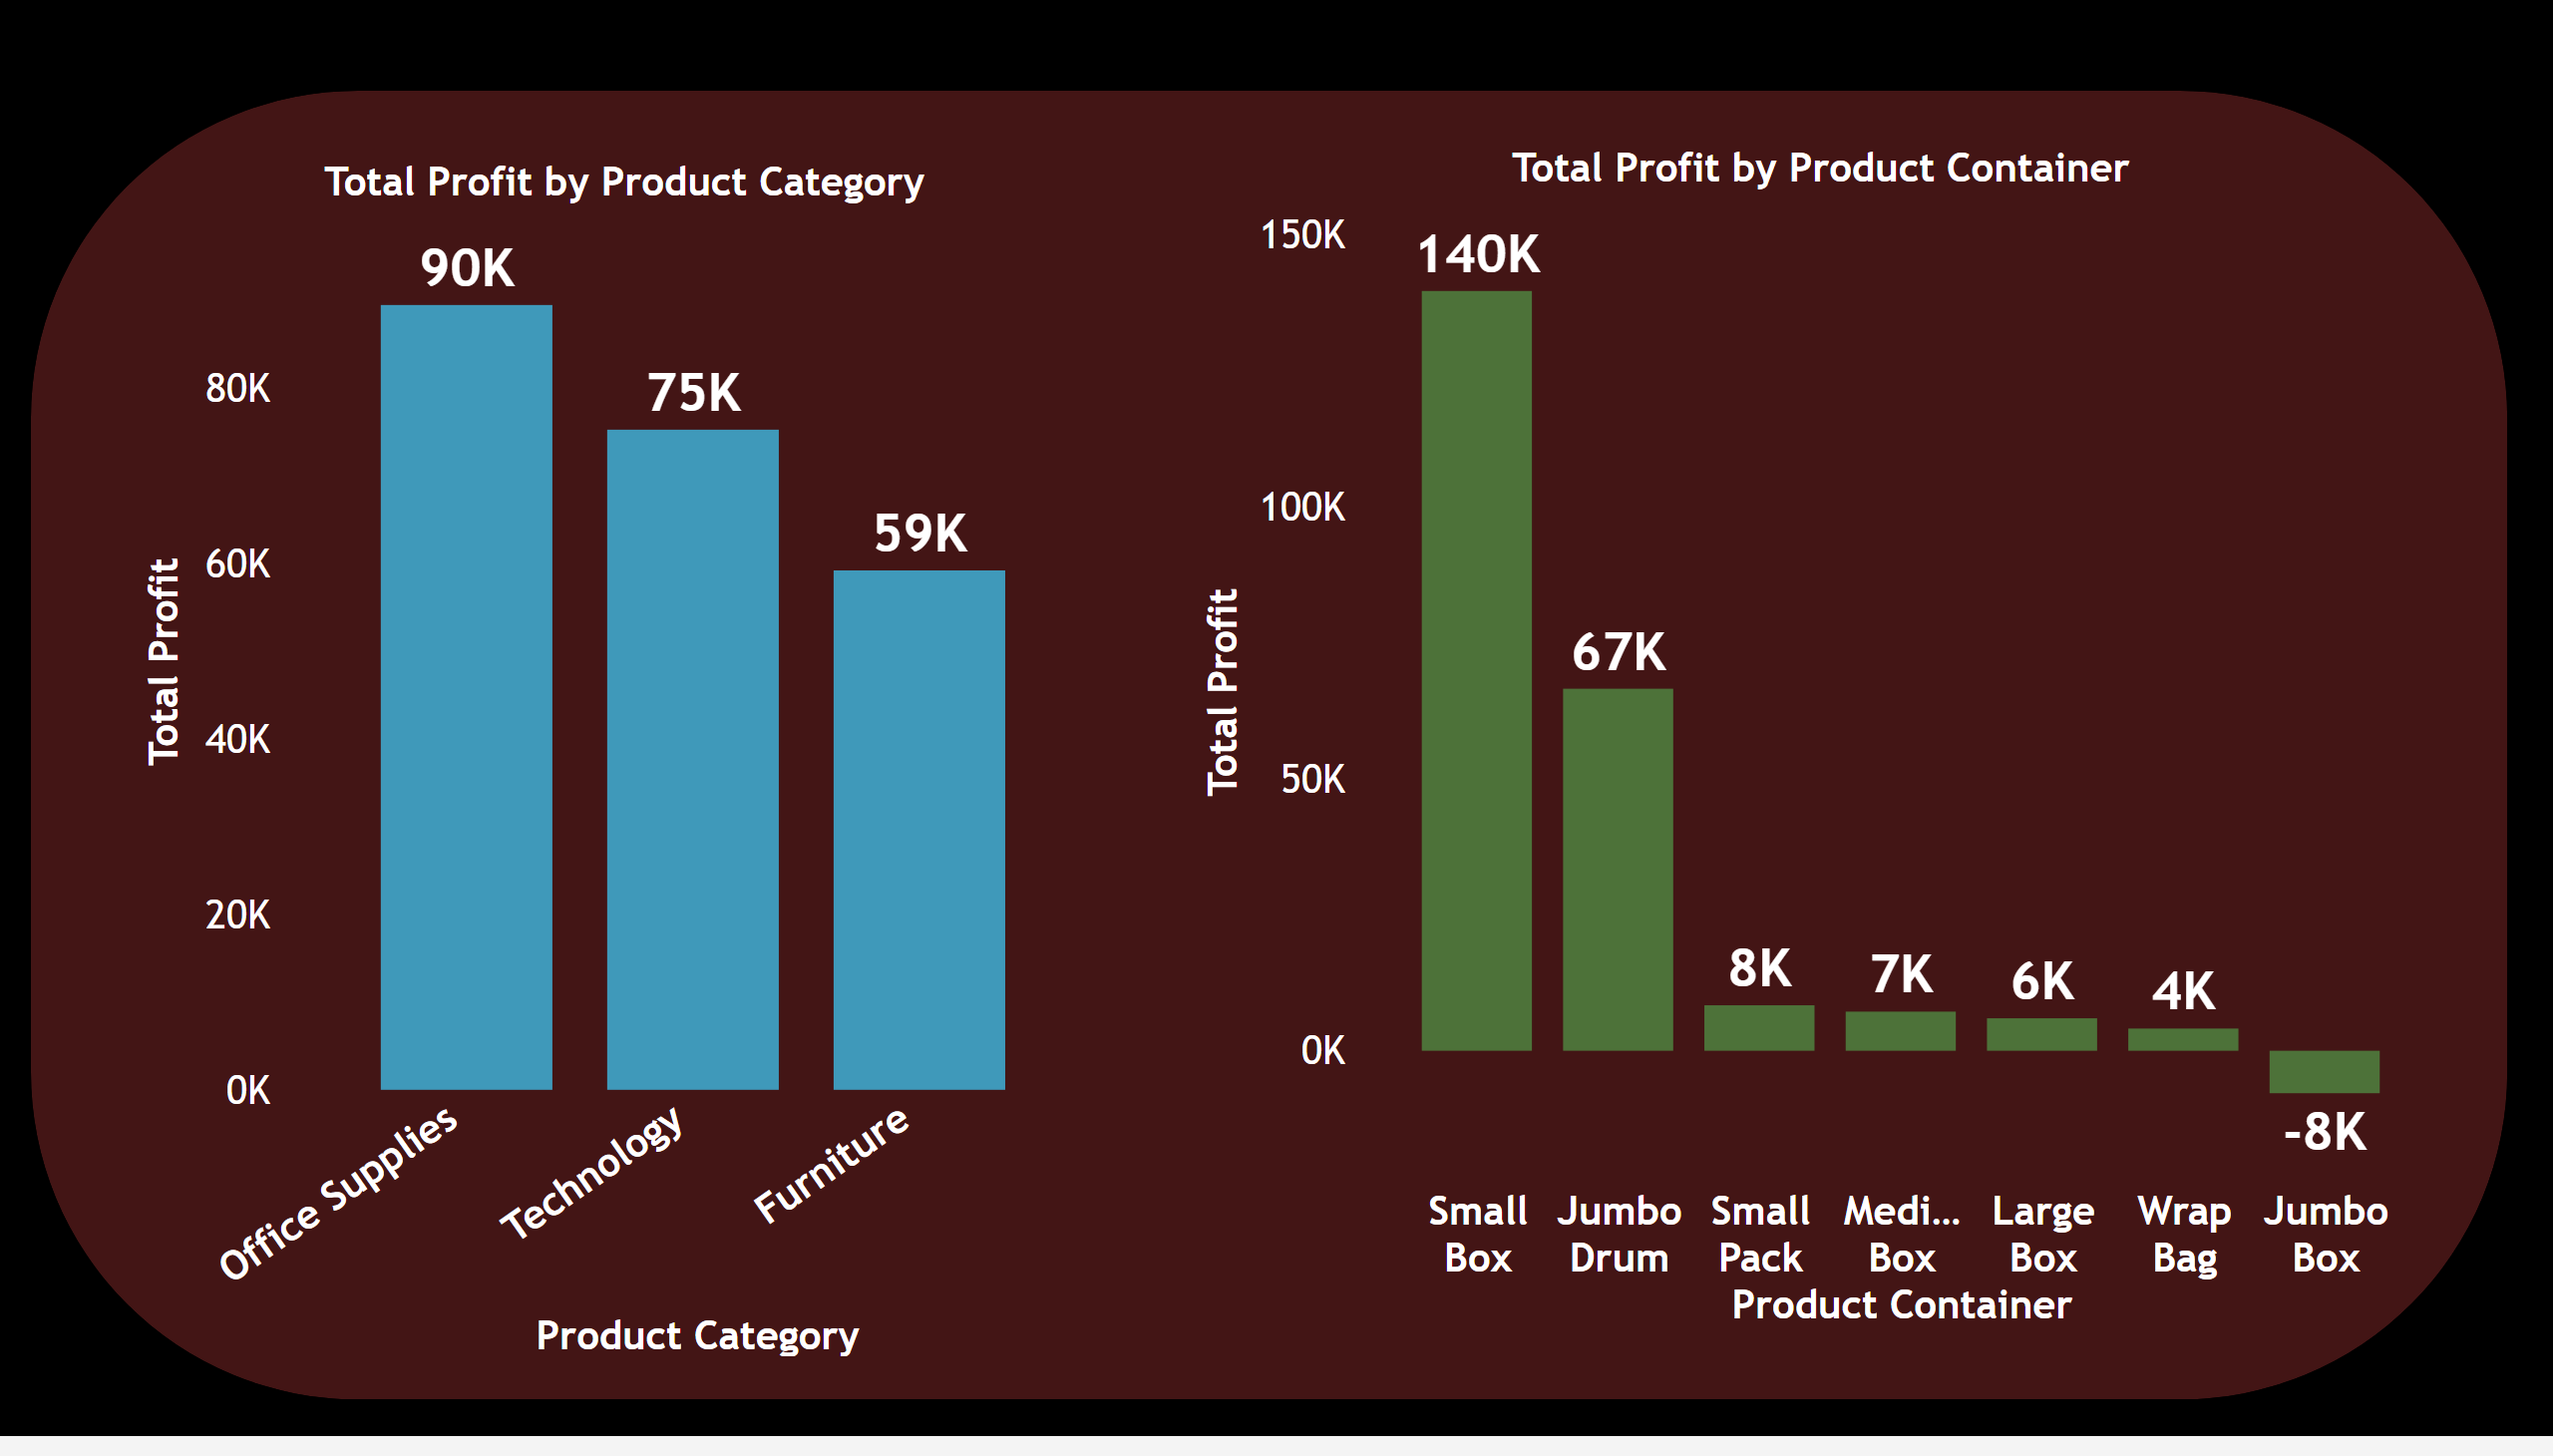 Total Profit by Product Category
90K
75K
59K
80K
60K
40K
20K
0K
Total Profit
Office Supplies
Technology
Furniture
Product Category
Total Profit by Product Container
150K
100K
50K
0K
Total Profit
140K
67K
8K
7K
6K
4K
-8K
Small Box
Jumbo Drum
Small Pack
Medi... Box
Large Box
Wrap Bag
Jumbo Box
Product Container